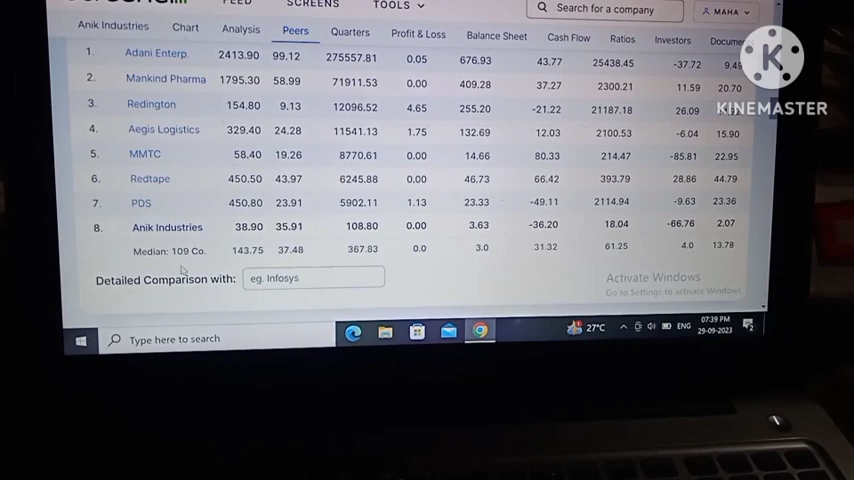 FEED SCREENS TOOLS Search for a company MAHA
Anik Industries Chart Analysis Peers Quarters Profit & Loss Balance Sheet Cash Flow Ratios Investors Docume
1. Adani Enterp. 2413.90 99.12 275557.81 0.05 676.93 43.77 25438.45 -37.72 9.49
2. Mankind Pharma 1795.30 58.99 71911.53 0.00 409.28 37.27 2300.21 11.59 20.70
3. Redington 154.80 9.13 12096.52 4.65 255.20 -21.22 21187.18 26.09
4. Aegis Logistics 329.40 24.28 11541.13 1.75 132.69 12.03 2100.53 -6.04 15.90
5. MMTC 58.40 19.26 8770.61 0.00 14.66 80.33 214.47 -85.81 22.95
6. Redtape 450.50 43.97 6245.88 0.00 46.73 66.42 393.79 28.86 44.79
7. PDS 450.80 23.91 5902.11 1.13 23.33 -49.11 2114.94 -9.63 23.36
8. Anik Industries 38.90 35.91 108.80 0.00 3.63 -36.20 18.04 -66.76 2.07
Median: 109 Co. 143.75 37.48 367.83 0.0 3.0 31.32 61.25 4.0 13.78
Detailed Comparison with: eg. Infosys
Activate Windows
Go to Settings to activate Windows.
Type here to search 27°C ENG 07:39 PM
29-09-2023
K
KINEMASTER